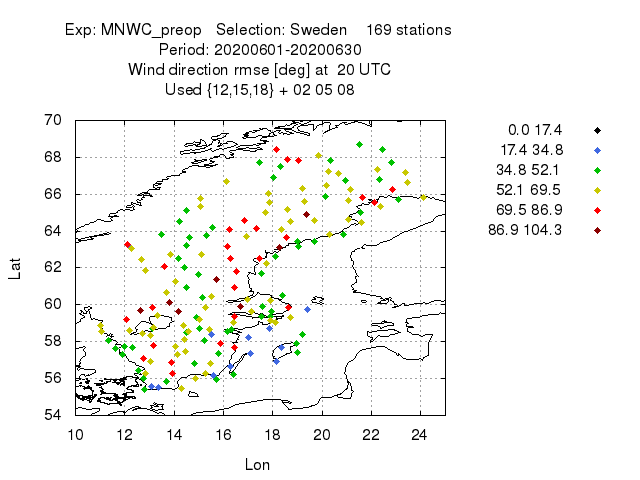 Exp: MNWC_preop   Selection: Sweden    169 stations
Period: 20200601-20200630
Wind direction rmse [deg] at  20 UTC
Used {12,15,18} + 02 05 08
70
68
66
64
62
60
58
56
54
10 12 14 16 18 20 22 24
Lat
Lon
0.0 17.4
17.4 34.8
34.8 52.1
52.1 69.5
69.5 86.9
86.9 104.3